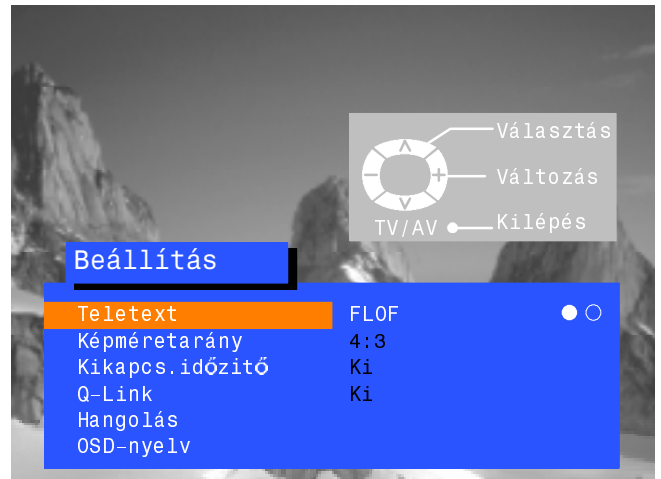 Választás
Változás
TV/AV Kilépés
Beállítás
Teletext FLOF
Képméretarány 4:3
Kikapcs.időzitő Ki
Q-Link Ki
Hangolás
OSD-nyelv